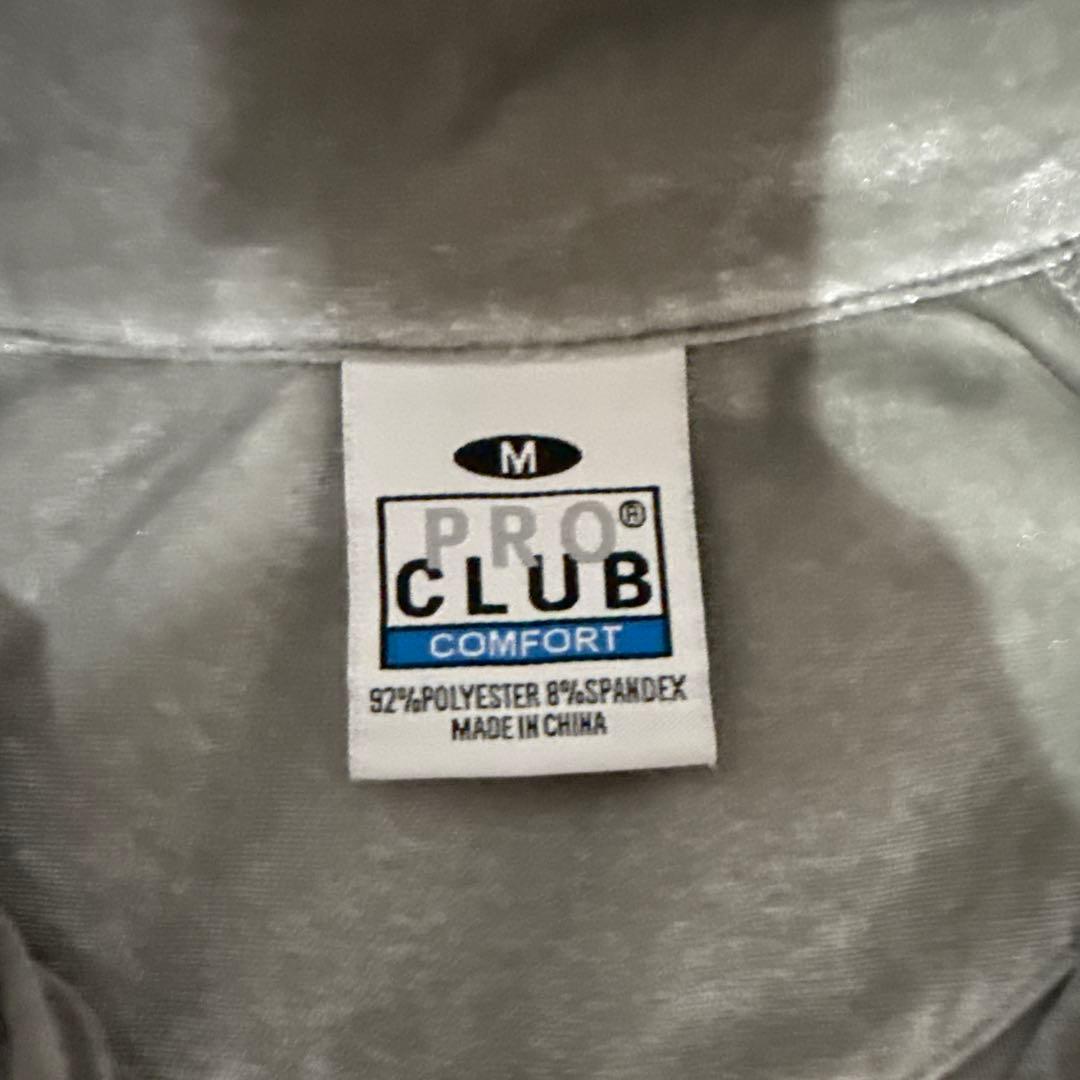 M
PRO®
CLUB
COMFORT
92%POLYESTER 8%SPANDEX
MADE IN CHINA